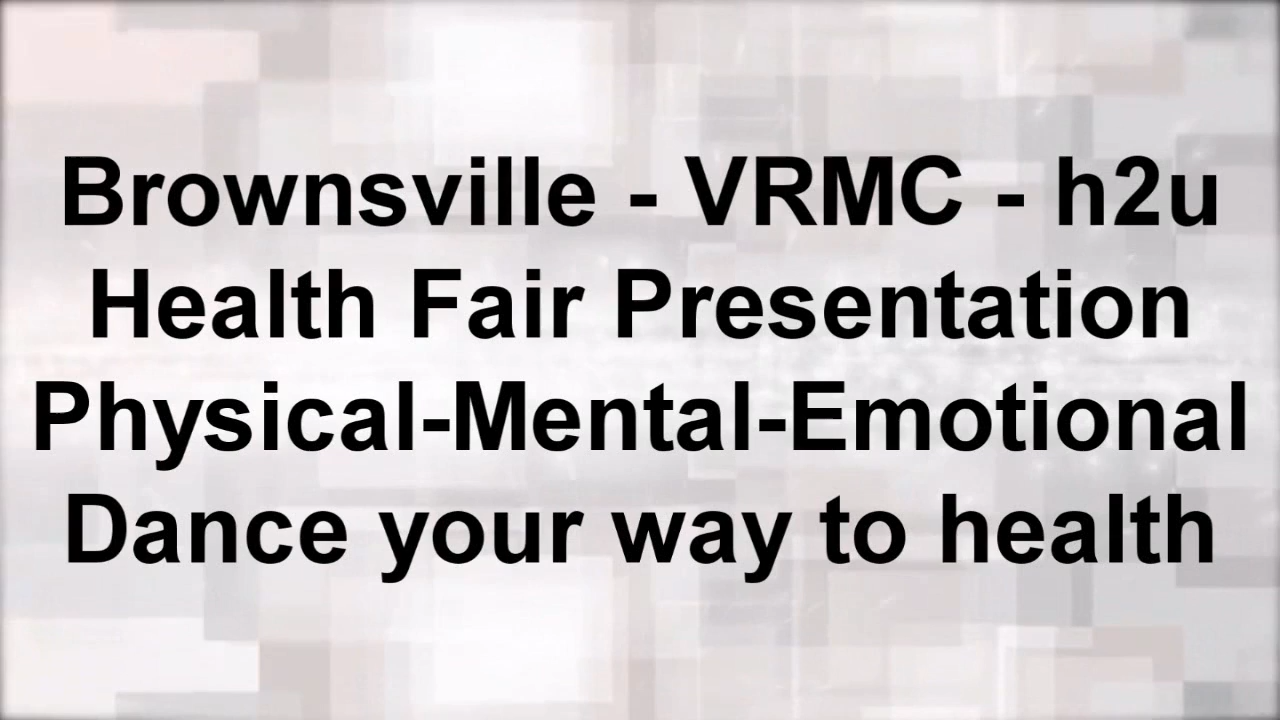 Brownsville - VRMC - h2u
Health Fair Presentation
Physical-Mental-Emotional
Dance your way to health